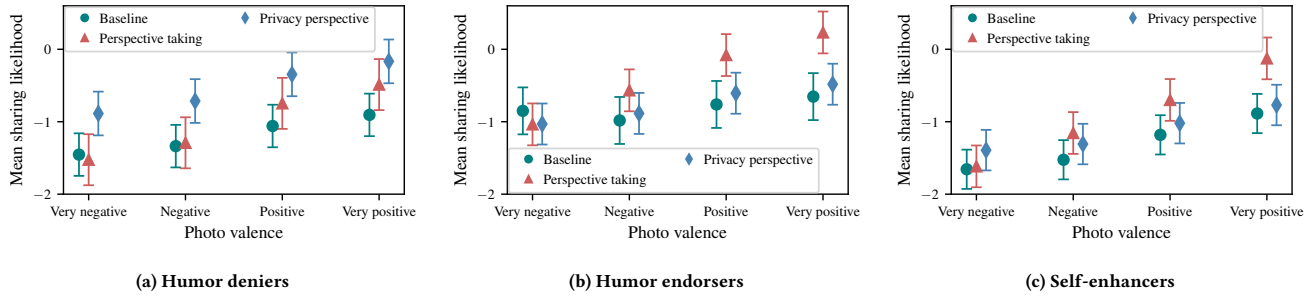 Mean sharing likelihood
0
−1
−2
Baseline
Perspective taking
Privacy perspective
Very negative
Negative
Positive
Very positive
Photo valence
(a) Humor deniers
Mean sharing likelihood
0
−1
−2
Baseline
Perspective taking
Privacy perspective
Very negative
Negative
Positive
Very positive
Photo valence
(b) Humor endorsers
Mean sharing likelihood
0
−1
−2
Baseline
Perspective taking
Privacy perspective
Very negative
Negative
Positive
Very positive
Photo valence
(c) Self-enhancers